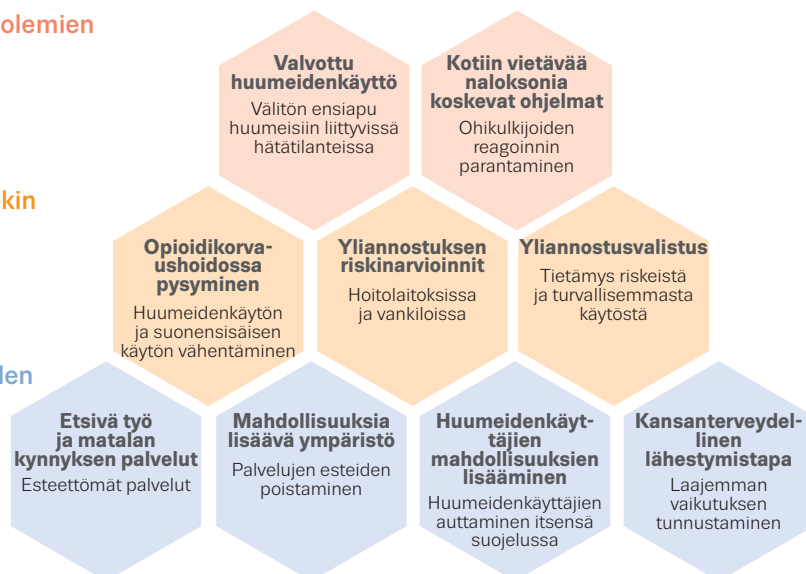 olemien
Valvottu
huumeidenkäyttö
Välitön ensiapu
huumeisiin liittyvissä
hätätilanteissa
Kotiin vietävää
naloksonia
koskevat ohjelmat
Ohikulkijoiden
reagoinnin
parantaminen
kin
Opioidikorva-
ushoidossa
pysyminen
Huumeidenkäytön
ja suonensisäisen
käytön vähentäminen
Yliannostuksen
riskinarvioinnit
Hoitolaitoksissa
ja vankiloissa
Yliannostusvalistus
Tietämys riskeistä
ja turvallisemmasta
käytöstä
den
Etsivä työ
ja matalan
kynnyksen palvelut
Esteettömät palvelut
Mahdollisuuksia
lisäävä ympäristö
Palvelujen esteiden
poistaminen
Huumeidenkäyt-
täjien
mahdollisuuksien
lisääminen
Huumeidenkäyttäjien
auttaminen itsensä
suojelussa
Kansanterveydel-
linen
lähestymistapa
Laajemman
vaikutuksen
tunnustaminen